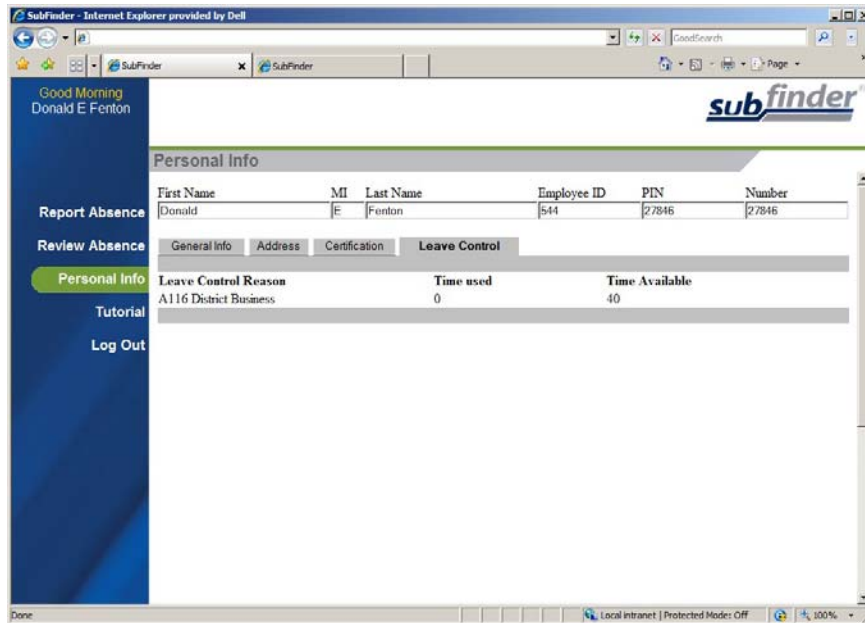 SubFinder - Internet Explorer provided by Dell
GoodSearch
SubFinder
SubFinder
Page
Good Morning
Donald E Fenton
subfinder
Personal Info
First Name MI Last Name Employee ID PIN Number
Donald E Fenton 544 27846 27846
Report Absence
Review Absence
Personal Info
Tutorial
Log Out
General Info Address Certification Leave Control
Leave Control Reason Time used Time Available
A116 District Business 0 40
Done Local intranet | Protected Mode: Off 100%